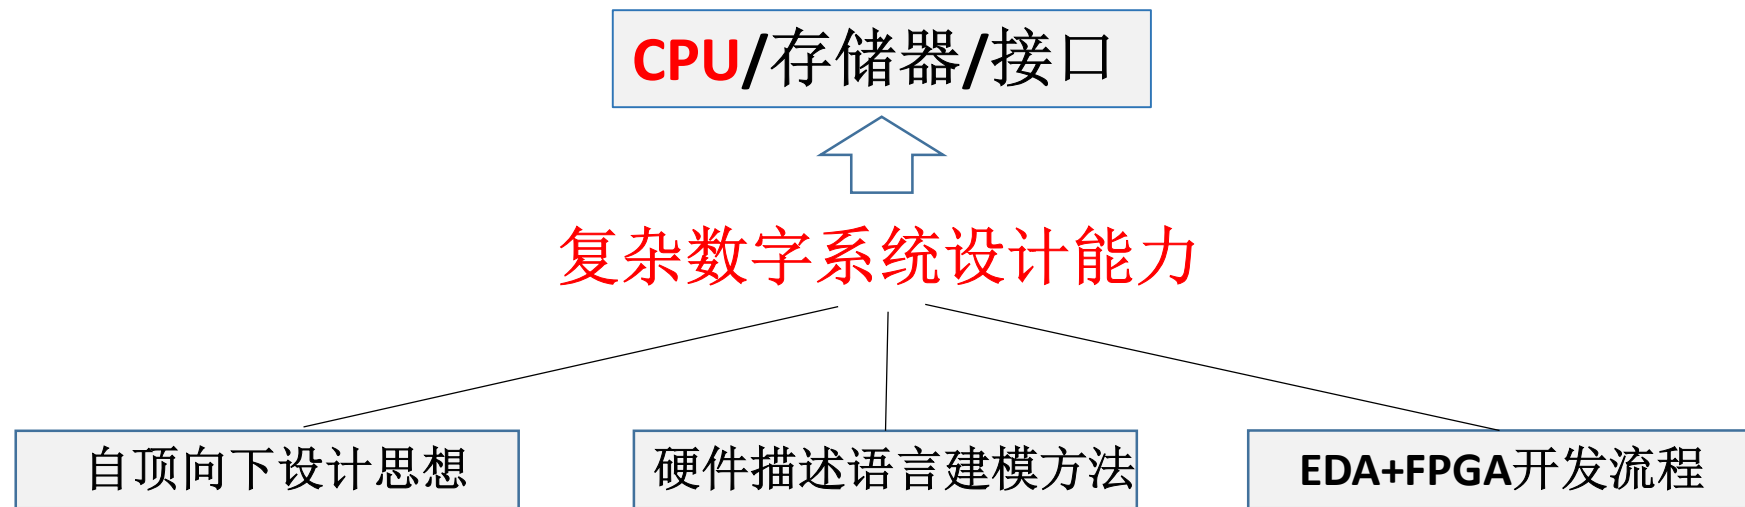 CPU/存储器/接口
复杂数字系统设计能力
自顶向下设计思想
硬件描述语言建模方法
EDA+FPGA开发流程